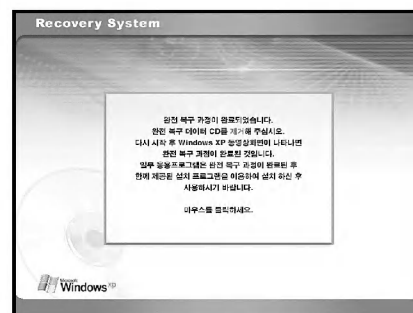 Recovery System
완전 복구 과정이 완료되었습니다.
완전 복구 데이터 CD를 제거해 주십시오.
다시 시작 후 Windows XP 동영상화면이 나타나면
완전 복구 과정이 완료된 것입니다.
일부 응용프로그램은 완전 복구 과정이 완료된 후
함께 제공된 설치 프로그램을 이용하여 설치 하신 후
사용하시기 바랍니다.
마우스를 클릭하세요.
Microsoft
Windows xp